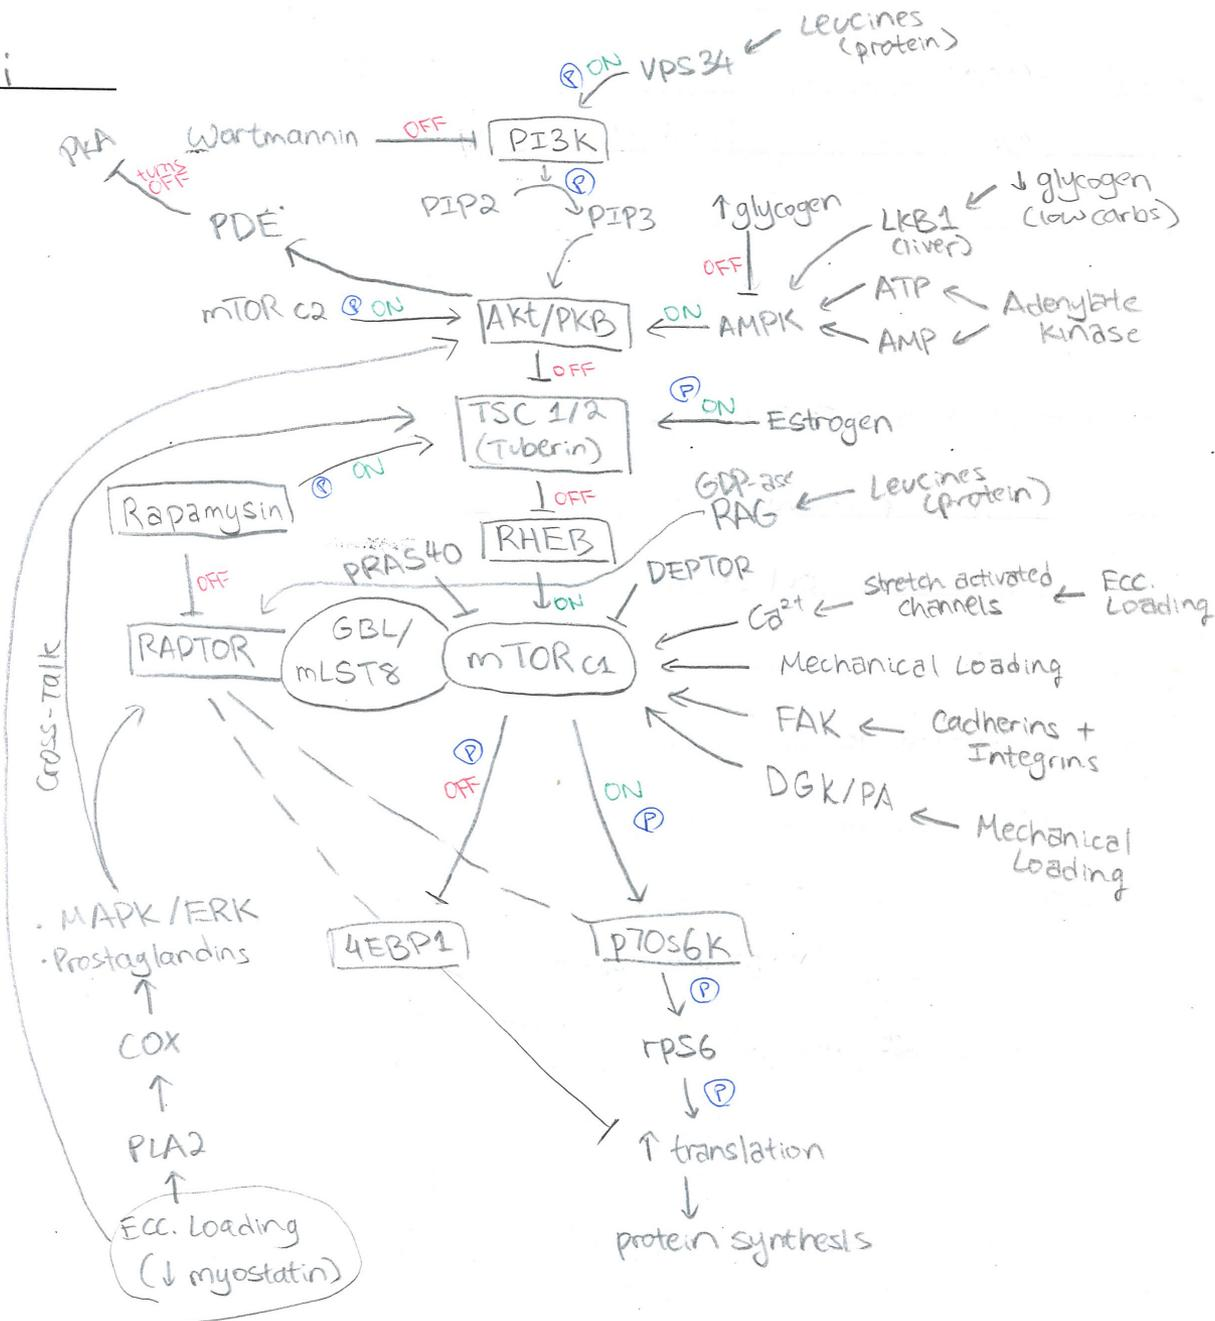 i
Leucines
(protein)
VPS34
P ON
PKA
Wortmannin
OFF
PI3K
turns
OFF
P
PIP2
PIP3
PDE
↑glycogen
↓ glycogen
(low carbs)
LKB1
(liver)
OFF
mTOR c2
P ON
Akt/PKB
ON
AMPK
ATP
AMP
Adenylate
kinase
OFF
TSC 1/2
(Tuberin)
P
ON
Estrogen
P
ON
Rapamysin
OFF
GDP-ase
RAG
Leucines
(protein)
RHEB
OFF
PRAS40
ON
DEPTOR
Ca2+
stretch activated
channels
Ecc.
Loading
RAPTOR
GBL/
mLST8
mTOR c1
Mechanical Loading
FAK
Cadherins +
Integrins
DGK/PA
Mechanical
Loading
Cross-Talk
P
OFF
ON
P
· MAPK/ERK
· Prostaglandins
4EBP1
p70s6K
P
COX
rpS6
P
PLA2
↑ translation
Ecc. Loading
(↓ myostatin)
protein synthesis